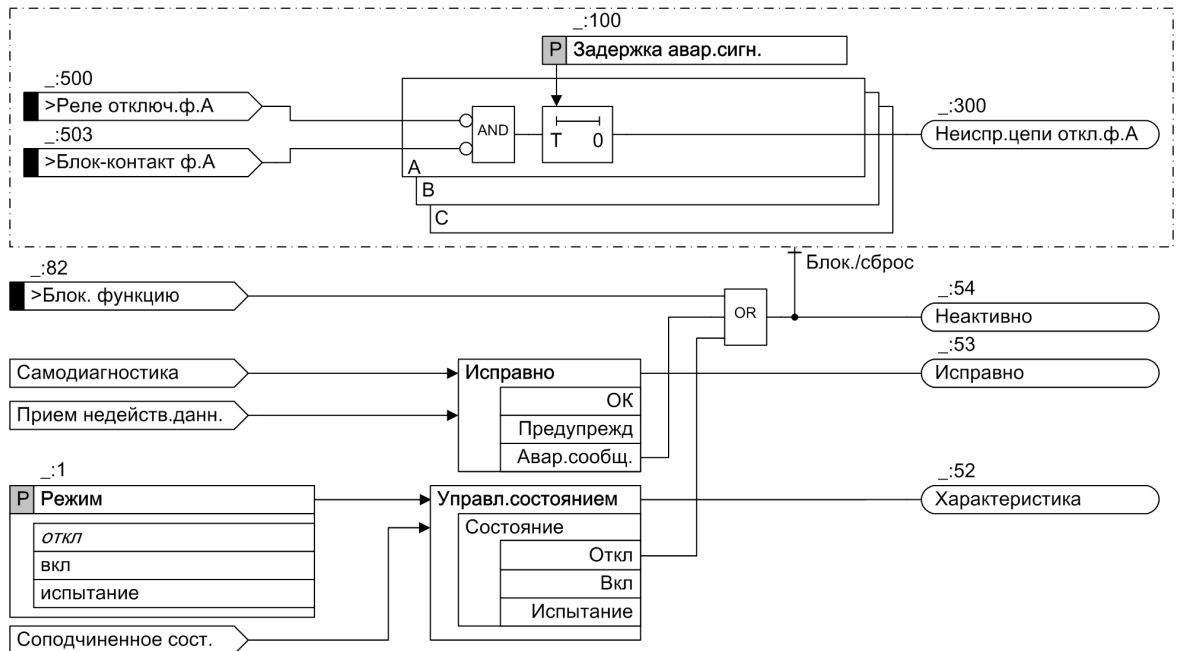 _:100
P Задержка авар.сигн.
_:500
>Реле отключ.ф.А
_:503
>Блок-контакт ф.А
AND
T 0
_:300
Неиспр.цепи откл.ф.А
A
B
C
Блок./сброс
_:82
>Блок. функцию
OR
_:54
Неактивно
_:53
Исправно
Самодиагностика
Прием недейств.данн.
Исправно
ОК
Предупрежд
Авар.сообщ.
_:1
P Режим
откл
вкл
испытание
Соподчиненное сост.
Управл.состоянием
Состояние
Откл
Вкл
Испытание
_:52
Характеристика